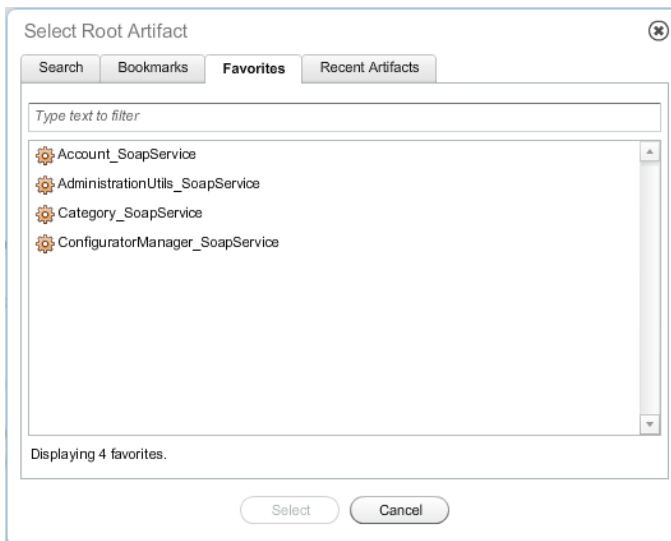 Select Root Artifact
Search Bookmarks Favorites Recent Artifacts
Type text to filter
Account_SoapService
AdministrationUtils_SoapService
Category_SoapService
ConfiguratorManager_SoapService
Displaying 4 favorites.
Select Cancel